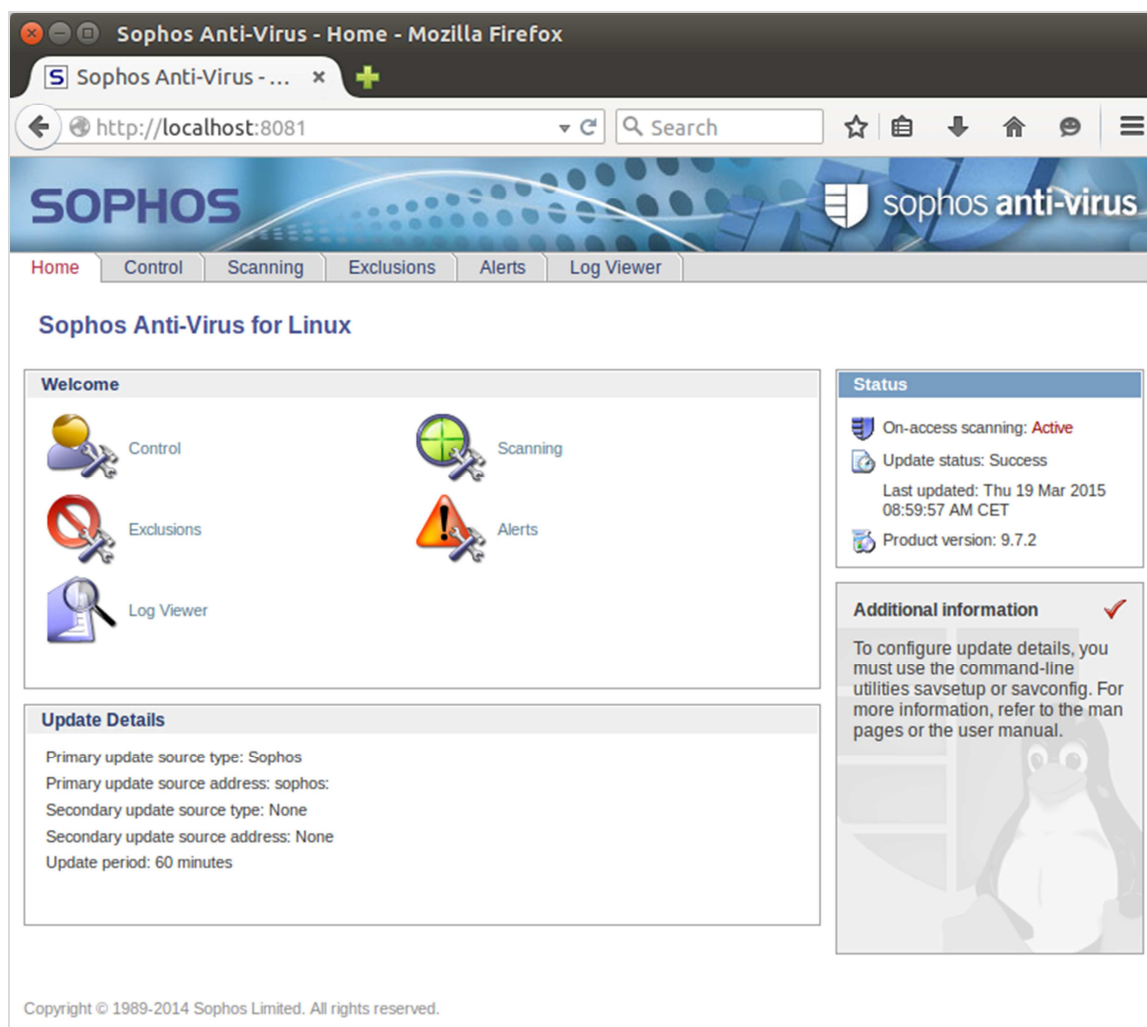 Sophos Anti-Virus - Home - Mozilla Firefox
S Sophos Anti-Virus - ...
http://localhost:8081
Search
SOPHOS
sophos anti-virus
Home
Control
Scanning
Exclusions
Alerts
Log Viewer
Sophos Anti-Virus for Linux
Welcome
Control
Scanning
Exclusions
Alerts
Log Viewer
Update Details
Primary update source type: Sophos
Primary update source address: sophos:
Secondary update source type: None
Secondary update source address: None
Update period: 60 minutes
Status
On-access scanning: Active
Update status: Success
Last updated: Thu 19 Mar 2015
08:59:57 AM CET
Product version: 9.7.2
Additional information
To configure update details, you
must use the command-line
utilities savsetup or savconfig. For
more information, refer to the man
pages or the user manual.
Copyright © 1989-2014 Sophos Limited. All rights reserved.